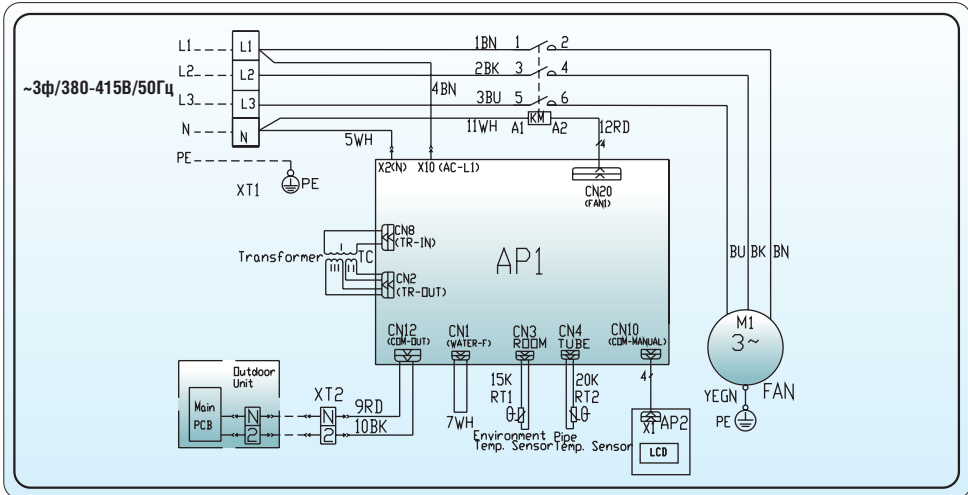 L1 L1 1BN 1 2
L2 L2 2BK 3 4
~3ф/380-415В/50Гц
4BN
L3 L3 3BU 5 6
N N 5WH 11WH A1 KM A2 12RD
4
PE
XT1 PE
X2(N) X10(AC-L1)
CN20
(FAN1)
CN8
(TR-IN)
Transformer TC
I
III II
CN2
(TR-OUT)
AP1
BU BK BN
CN12
(COM-OUT)
CN1
(WATER-F)
CN3
ROOM
CN4
TUBE
CN10
(COM-MANUAL)
M1
3~
FAN
YEGN
PE
Outdoor
Unit
Main
PCB
N
2
XT2
N
2
9RD
10BK
7WH
15K
RT1
20K
RT2
Environment
Temp. Sensor
Pipe
Temp. Sensor
4
X1 AP2
LCD